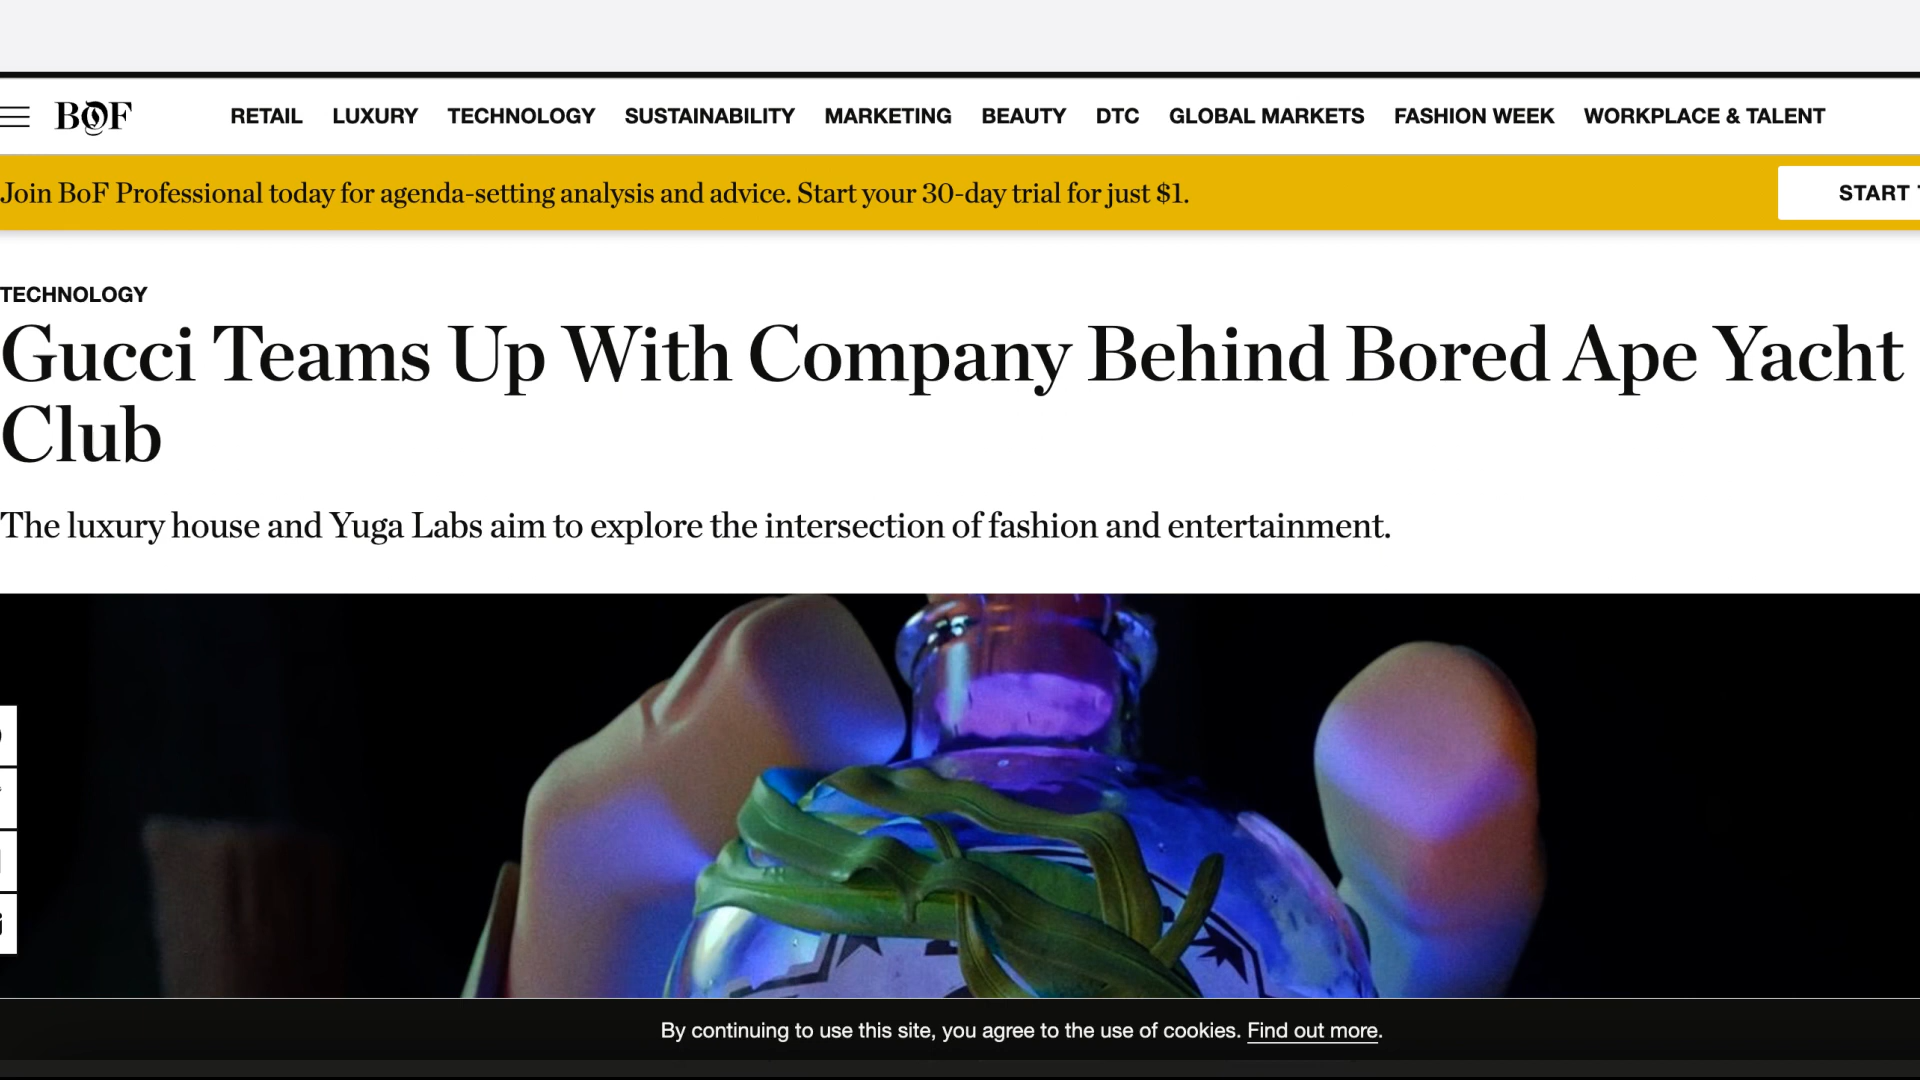 BOF
RETAIL LUXURY TECHNOLOGY SUSTAINABILITY MARKETING BEAUTY DTC GLOBAL MARKETS FASHION WEEK WORKPLACE & TALENT
Join BoF Professional today for agenda-setting analysis and advice. Start your 30-day trial for just $1.
START
TECHNOLOGY
Gucci Teams Up With Company Behind Bored Ape Yacht
Club
The luxury house and Yuga Labs aim to explore the intersection of fashion and entertainment.
By continuing to use this site, you agree to the use of cookies. Find out more.